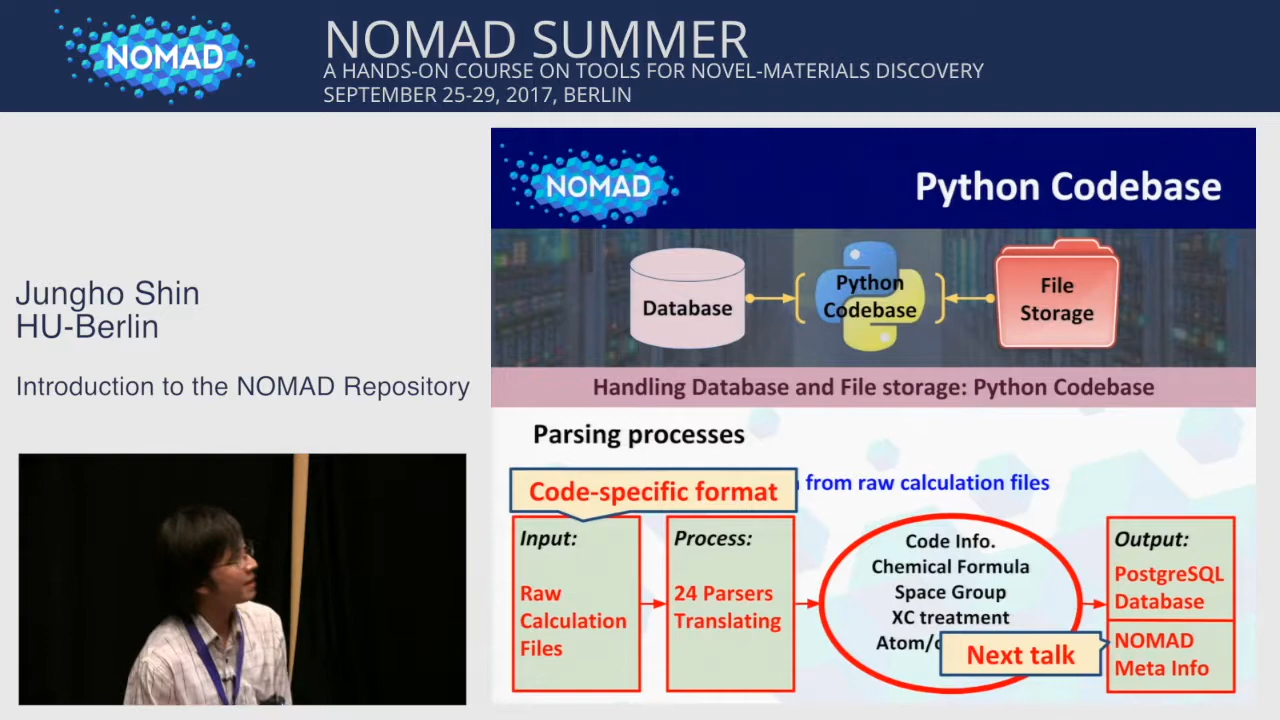 NOMAD
NOMAD SUMMER
A HANDS-ON COURSE ON TOOLS FOR NOVEL-MATERIALS DISCOVERY
SEPTEMBER 25-29, 2017, BERLIN
Jungho Shin
HU-Berlin
Introduction to the NOMAD Repository
NOMAD
Python Codebase
Database
Python
Codebase
File
Storage
Handling Database and File storage: Python Codebase
Parsing processes
Code-specific format
from raw calculation files
Input:
Raw
Calculation
Files
Process:
24 Parsers
Translating
Code Info.
Chemical Formula
Space Group
XC treatment
Atom/
Next talk
Output:
PostgreSQL
Database
NOMAD
Meta Info